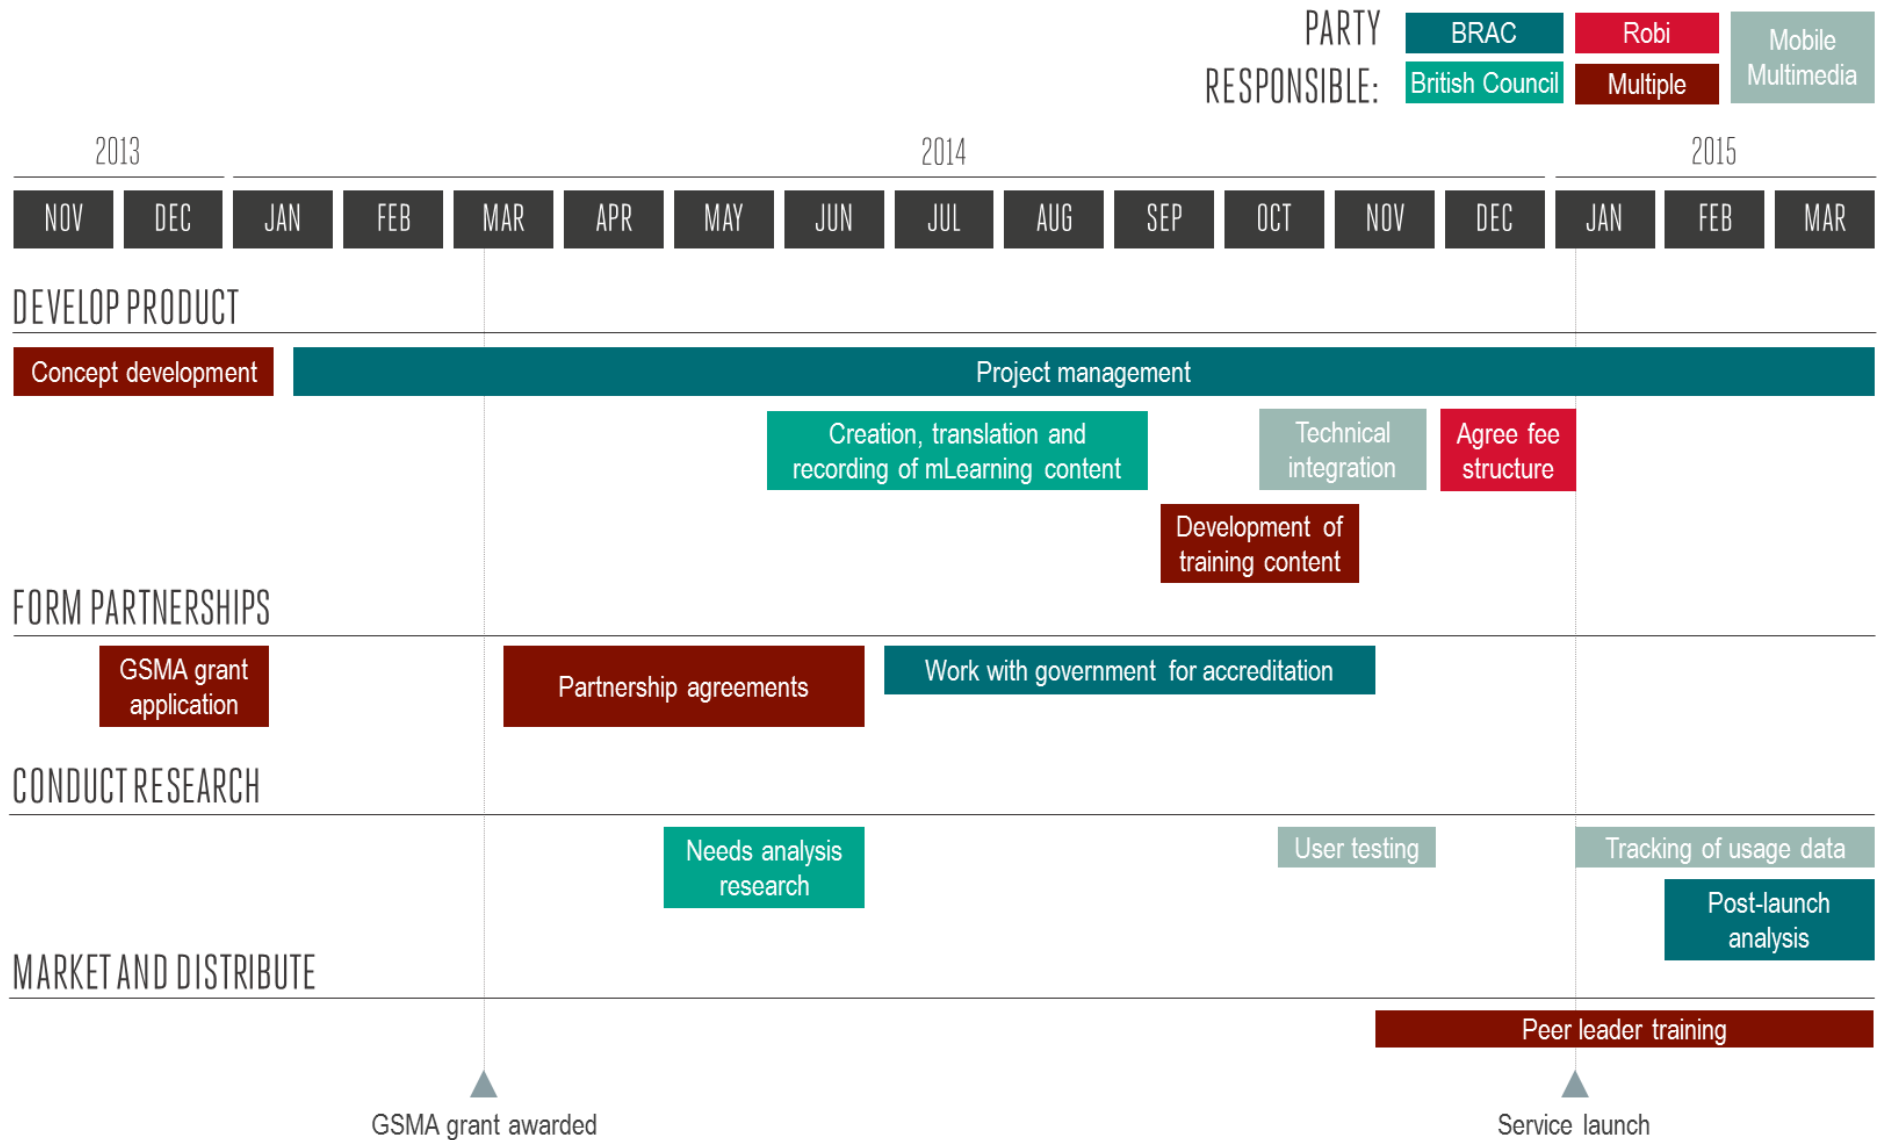 PARTY
RESPONSIBLE:
BRAC
Robi
Mobile
Multimedia
British Council
Multiple
2013
2014
2015
NOV DEC JAN FEB MAR APR MAY JUN JUL AUG SEP OCT NOV DEC JAN FEB MAR
DEVELOP PRODUCT
Concept development
Project management
Creation, translation and
recording of mLearning content
Technical
integration
Agree fee
structure
Development of
training content
FORM PARTNERSHIPS
GSMA grant
application
Partnership agreements
Work with government for accreditation
CONDUCT RESEARCH
Needs analysis
research
User testing
Tracking of usage data
Post-launch
analysis
MARKET AND DISTRIBUTE
Peer leader training
GSMA grant awarded
Service launch